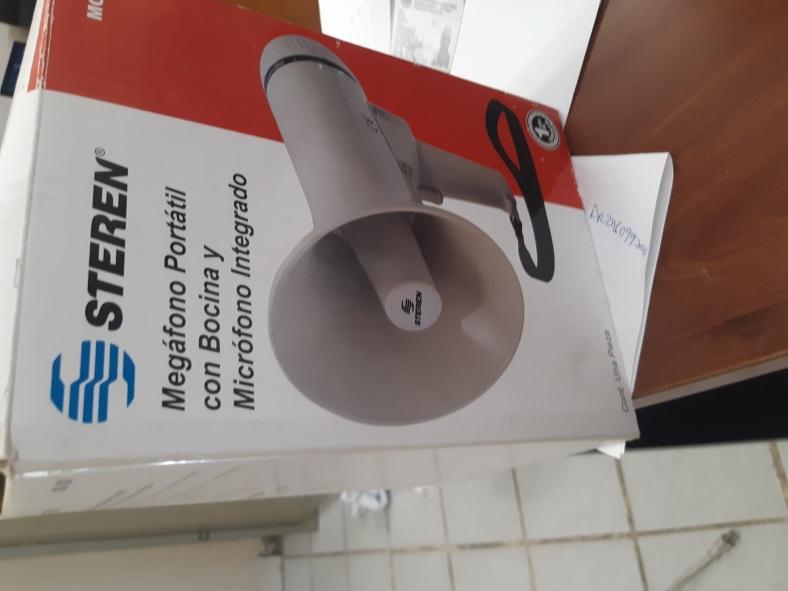 STEREN®
Megáfono Portátil
con Bocina y
Micrófono Integrado
STEREN
Cont. Una Pieza